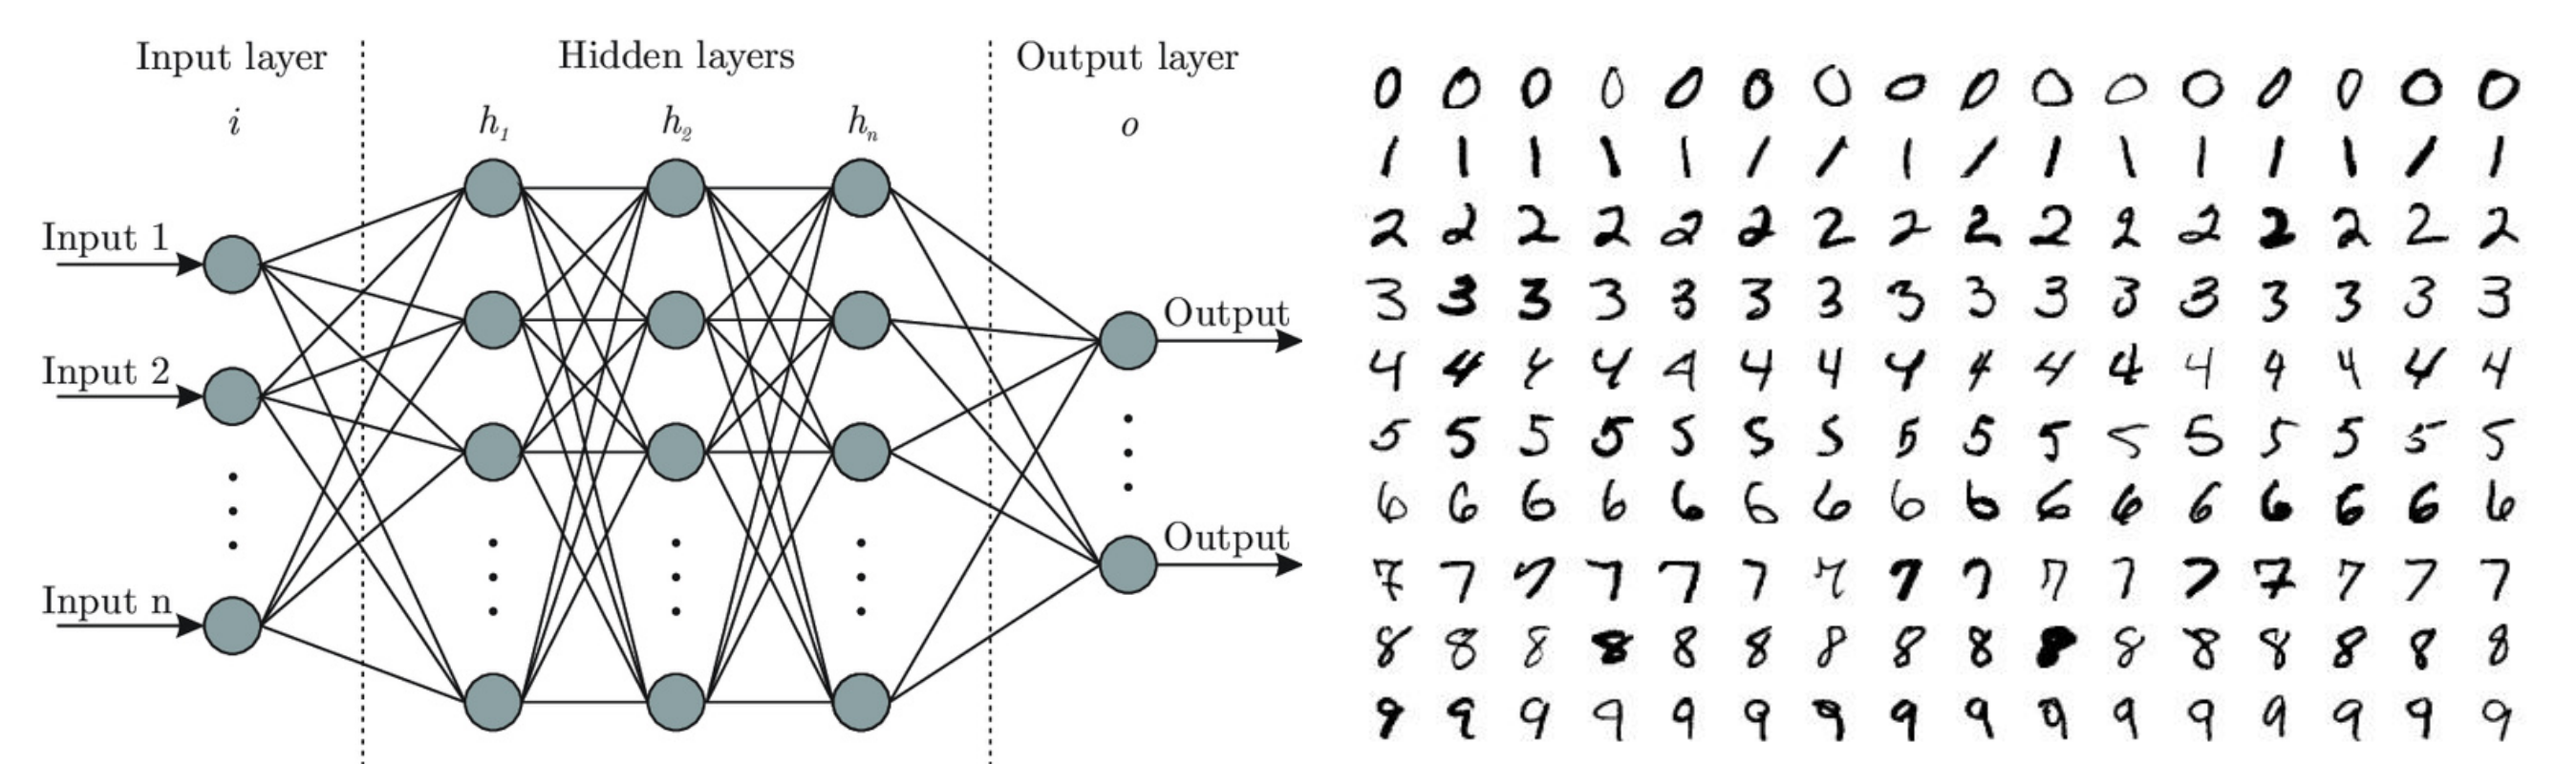 Input layer
Hidden layers
Output layer
i
h₁
h₂
hₙ
o
Input 1
Input 2
Input n
Output
Output
0 0 0 0 0 0 0 0 0 0 0 0 0 0 0 0
1 1 1 1 1 1 1 1 1 1 1 1 1 1 1 1
2 2 2 2 2 2 2 2 2 2 2 2 2 2 2 2
3 3 3 3 3 3 3 3 3 3 3 3 3 3 3 3
4 4 4 4 4 4 4 4 4 4 4 4 4 4 4 4
5 5 5 5 5 5 5 5 5 5 5 5 5 5 5 5
6 6 6 6 6 6 6 6 6 6 6 6 6 6 6 6
7 7 7 7 7 7 7 7 7 7 7 7 7 7 7 7
8 8 8 8 8 8 8 8 8 8 8 8 8 8 8 8
9 9 9 9 9 9 9 9 9 9 9 9 9 9 9 9